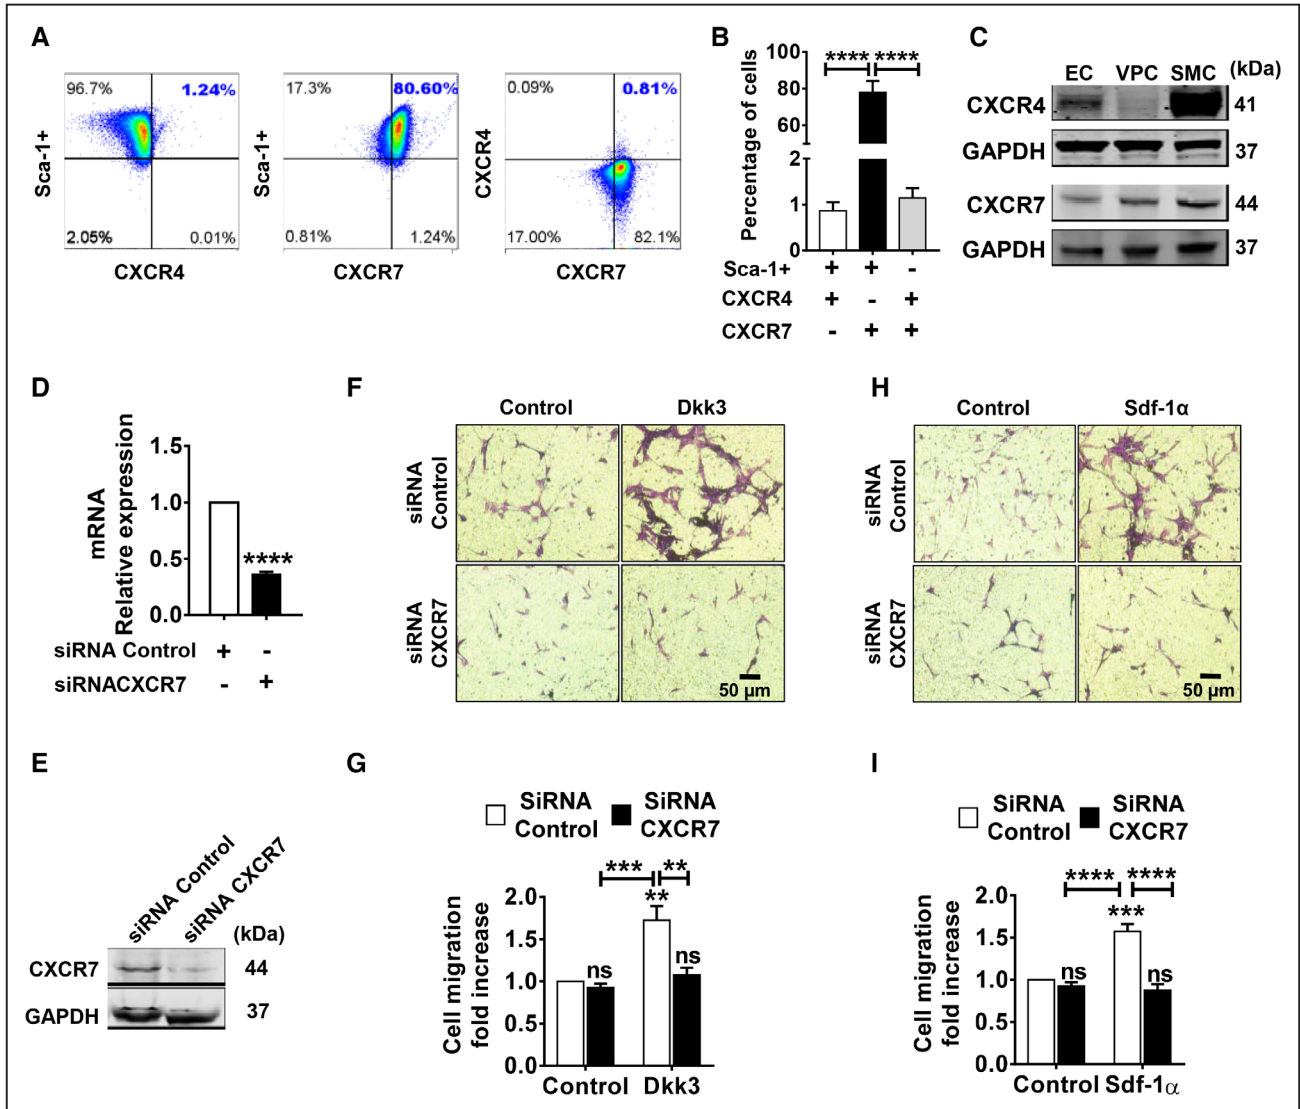 A
96.7%
1.24%
Sca-1+
2.05%
0.01%
CXCR4
17.3%
80.60%
Sca-1+
0.81%
1.24%
CXCR7
0.09%
0.81%
CXCR4
17.00%
82.1%
CXCR7
B
**** ****
Percentage of cells
100
80
60
2
1
0
Sca-1+ + + -
CXCR4 + - +
CXCR7 - + +
C
EC VPC SMC (kDa)
CXCR4 41
GAPDH 37
CXCR7 44
GAPDH 37
D
mRNA
Relative expression
1.5
1.0
0.5
0.0
****
siRNA Control + -
siRNACXCR7 - +
E
siRNA Control
siRNA CXCR7
(kDa)
CXCR7 44
GAPDH 37
F
Control Dkk3
siRNA
Control
siRNA
CXCR7
50 µm
G
SiRNA
Control
SiRNA
CXCR7
*** **
**
ns ns
Cell migration
fold increase
2.0
1.5
1.0
0.5
0.0
Control Dkk3
H
Control Sdf-1α
siRNA
Control
siRNA
CXCR7
50 µm
I
SiRNA
Control
SiRNA
CXCR7
**** ****
***
ns ns
Cell migration
fold increase
2.0
1.5
1.0
0.5
0.0
Control Sdf-1α